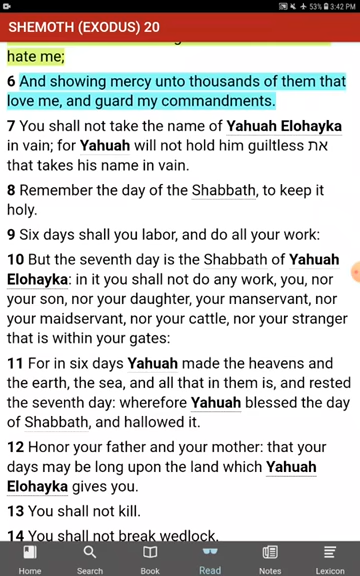 53% 3:42 PM
SHEMOTH (EXODUS) 20
hate me;
6 And showing mercy unto thousands of them that
love me, and guard my commandments.
7 You shall not take the name of Yahuah Elohayka
in vain; for Yahuah will not hold him guiltless את
that takes his name in vain.
8 Remember the day of the Shabbath, to keep it
holy.
9 Six days shall you labor, and do all your work:
10 But the seventh day is the Shabbath of Yahuah
Elohayka: in it you shall not do any work, you, nor
your son, nor your daughter, your manservant, nor
your maidservant, nor your cattle, nor your stranger
that is within your gates:
11 For in six days Yahuah made the heavens and
the earth, the sea, and all that in them is, and rested
the seventh day: wherefore Yahuah blessed the day
of Shabbath, and hallowed it.
12 Honor your father and your mother: that your
days may be long upon the land which Yahuah
Elohayka gives you.
13 You shall not kill.
14 You shall not break wedlock.
Home Search Book Read Notes Lexicon